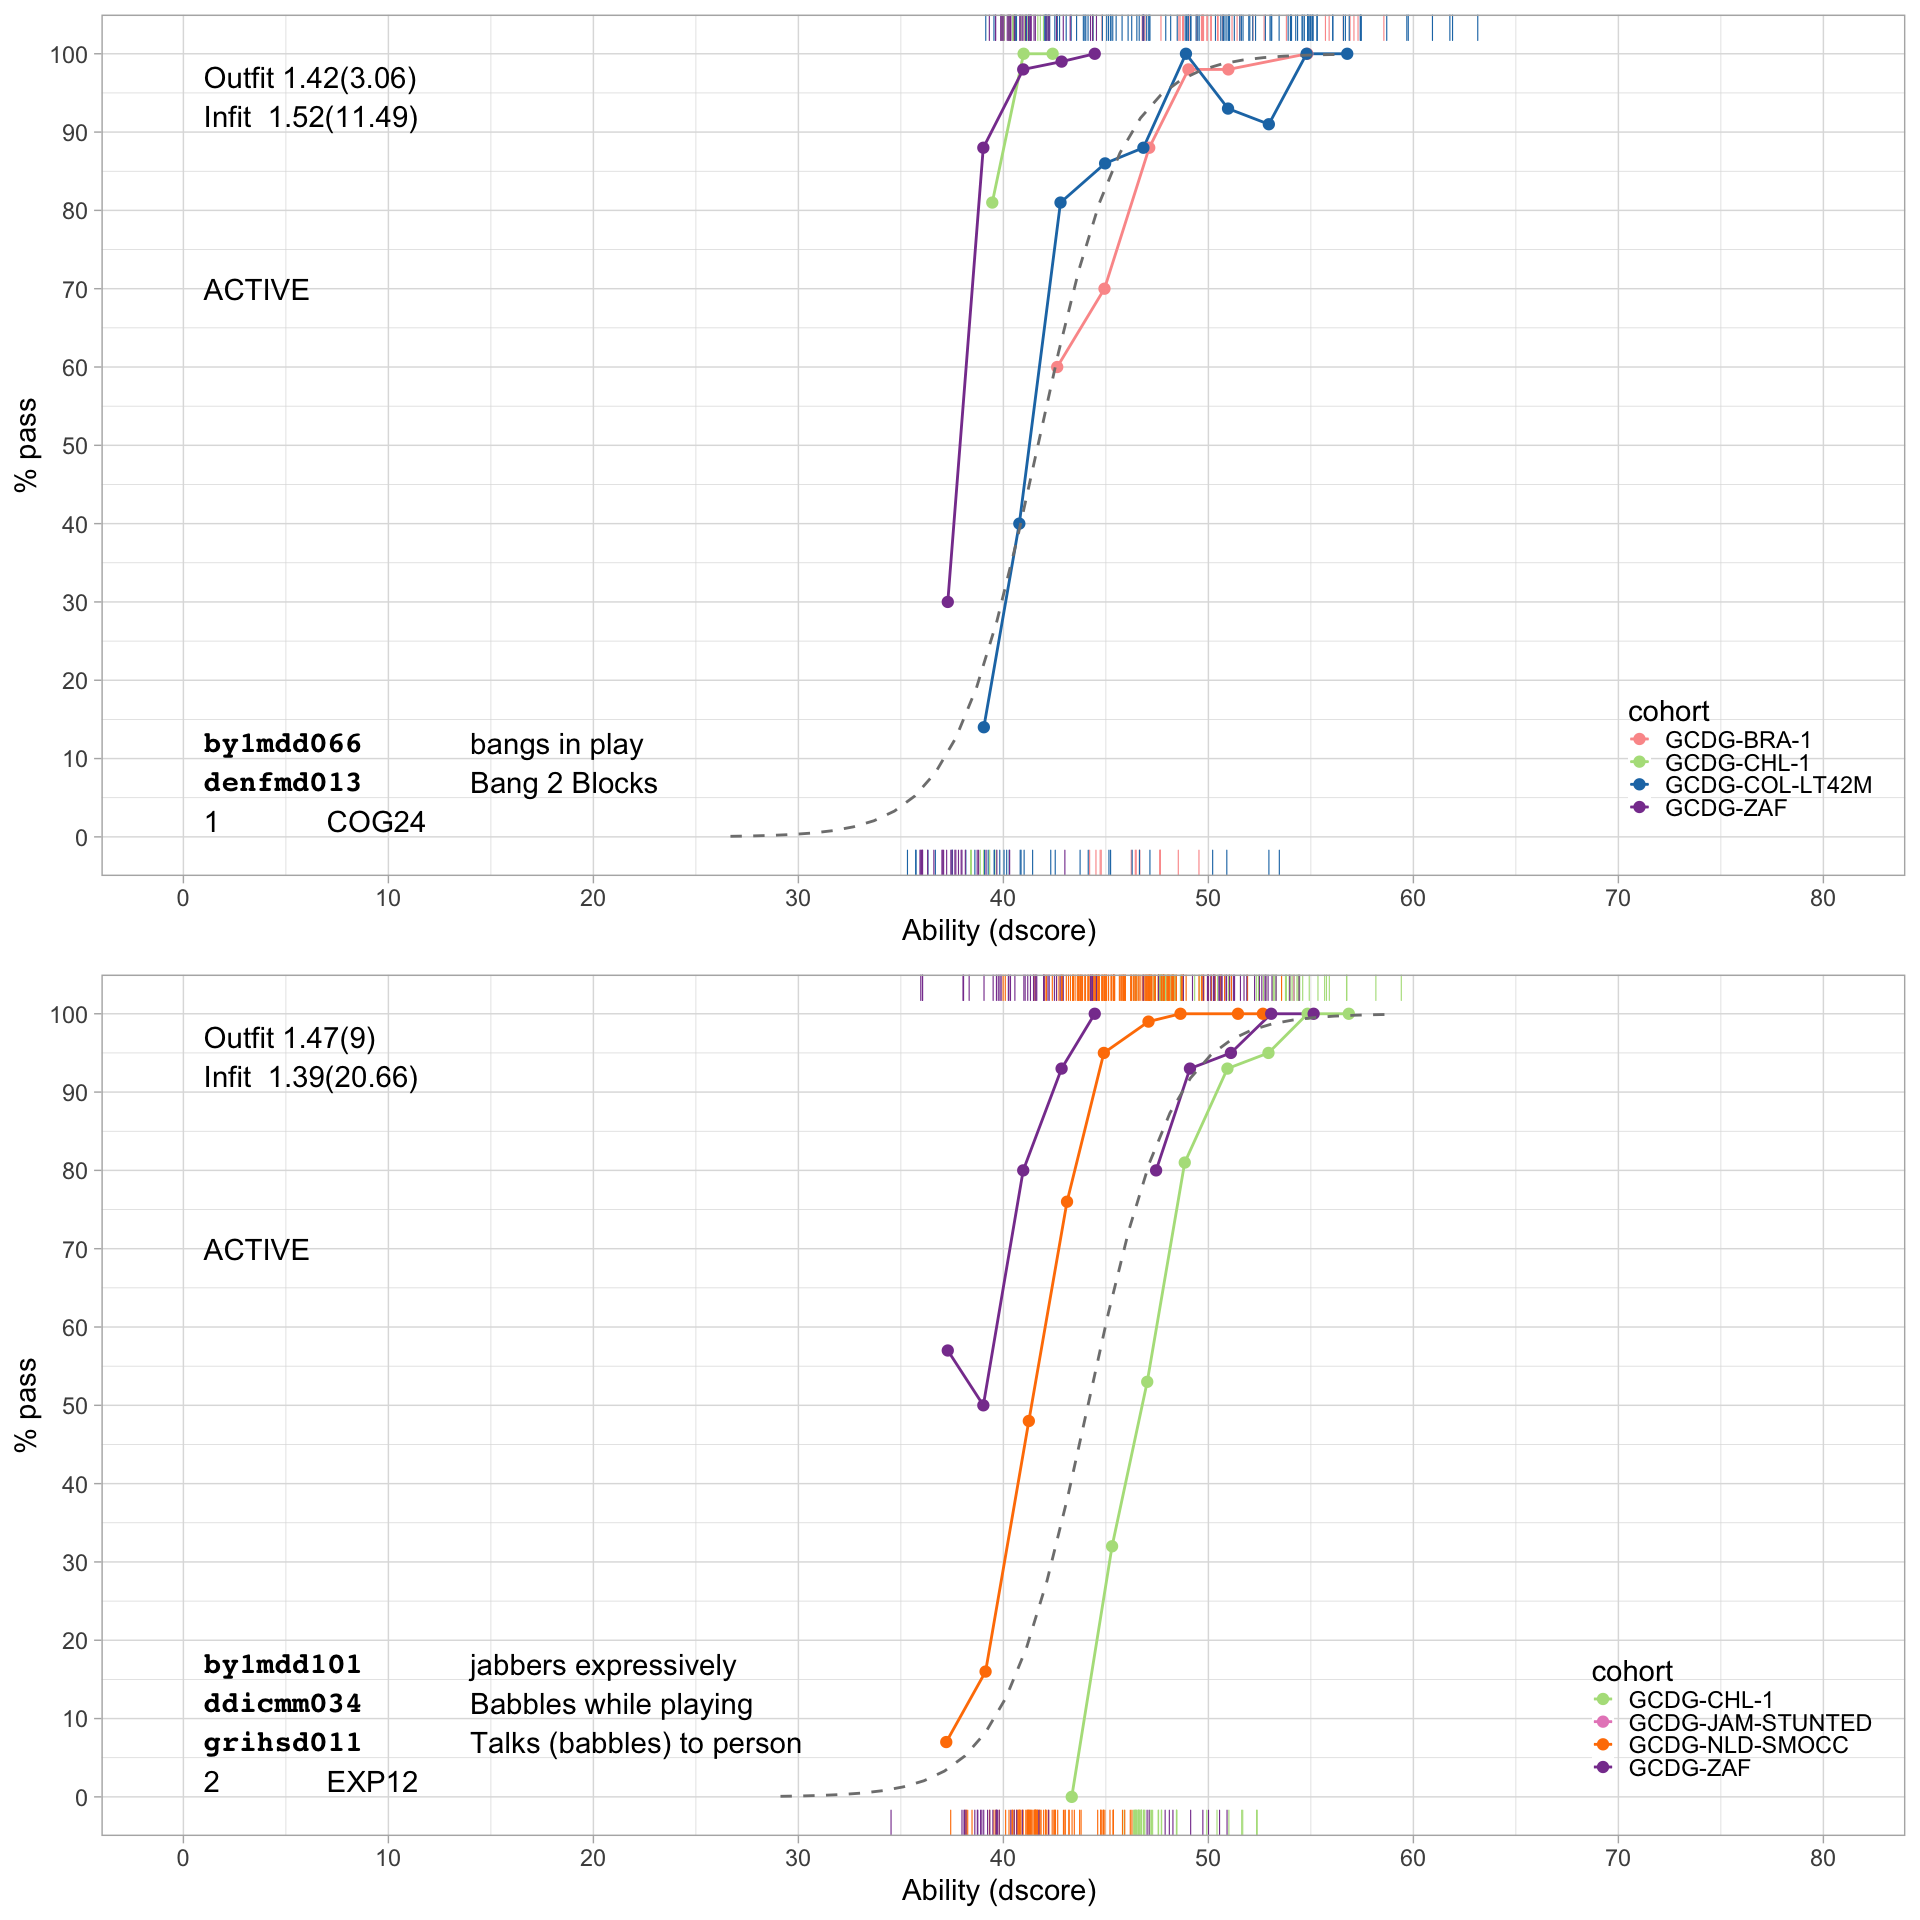 100
90
80
70
60
50
40
30
20
10
0
% pass
Outfit 1.42(3.06)
Infit 1.52(11.49)
ACTIVE
by1mdd066 bangs in play
denfmd013 Bang 2 Blocks
1 COG24
cohort
GCDG-BRA-1
GCDG-CHL-1
GCDG-COL-LT42M
GCDG-ZAF
0 10 20 30 40 50 60 70 80
Ability (dscore)
100
90
80
70
60
50
40
30
20
10
0
% pass
Outfit 1.47(9)
Infit 1.39(20.66)
ACTIVE
by1mdd101 jabbers expressively
ddicmm034 Babbles while playing
grihsd011 Talks (babbles) to person
2 EXP12
cohort
GCDG-CHL-1
GCDG-JAM-STUNTED
GCDG-NLD-SMOCC
GCDG-ZAF
0 10 20 30 40 50 60 70 80
Ability (dscore)